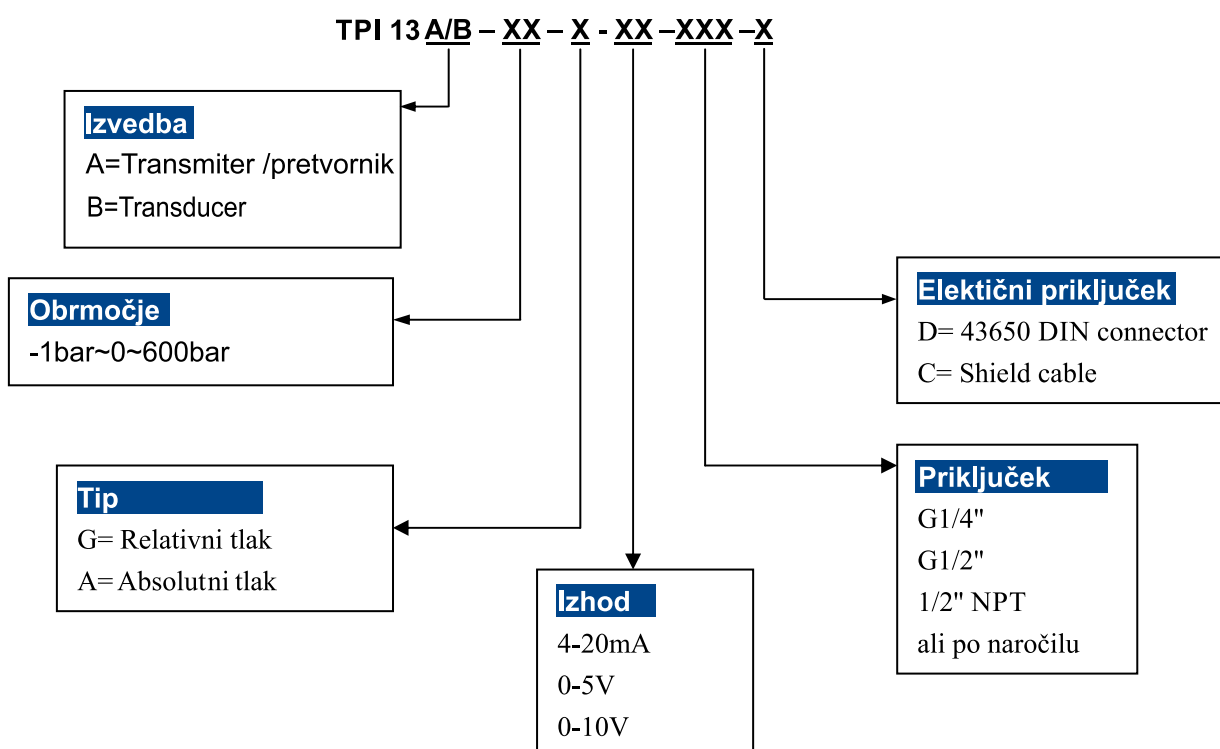 TPI 13 A/B – XX – X - XX –XXX –X
Izvedba
A=Transmiter /pretvornik
B=Transducer
Obrmočje
-1bar~0~600bar
Tip
G= Relativni tlak
A= Absolutni tlak
Izhod
4-20mA
0-5V
0-10V
Elektični priključek
D= 43650 DIN connector
C= Shield cable
Priključek
G1/4"
G1/2"
1/2" NPT
ali po naročilu